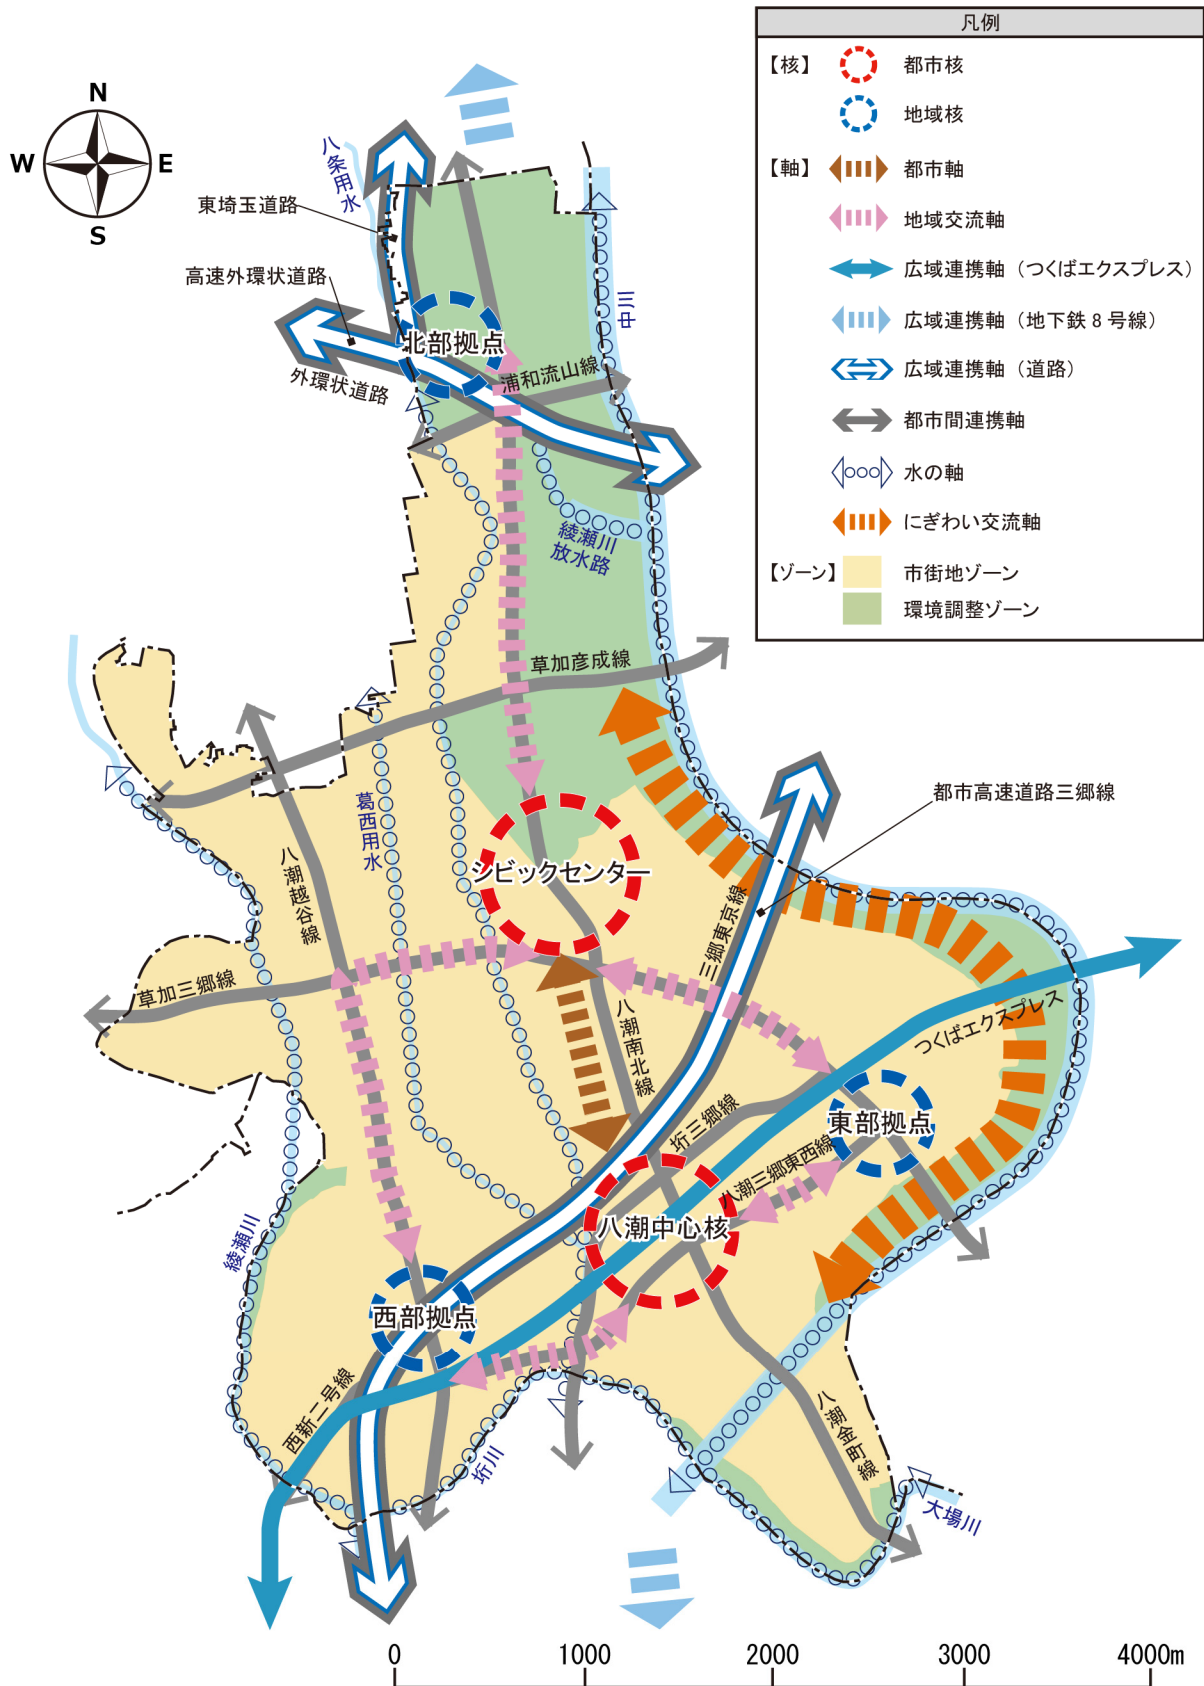 凡例
【核】
都市核
地域核
【軸】
都市軸
地域交流軸
広域連携軸（つくばエクスプレス）
広域連携軸（地下鉄８号線）
広域連携軸（道路）
都市間連携軸
水の軸
にぎわい交流軸
【ゾーン】
市街地ゾーン
環境調整ゾーン
N
W
E
S
八条用水
東埼玉道路
高速外環状道路
中川
北部拠点
外環状道路
浦和流山線
綾瀬川
放水路
草加彦成線
都市高速道路三郷線
葛西用水
八潮越谷線
シビックセンター
三郷東京線
草加三郷線
八潮南北線
つくばエクスプレス
垳三郷線
東部拠点
八潮三郷東西線
綾瀬川
八潮中心核
西部拠点
西新二号線
八潮金町線
垳川
大場川
0
1000
2000
3000
4000m